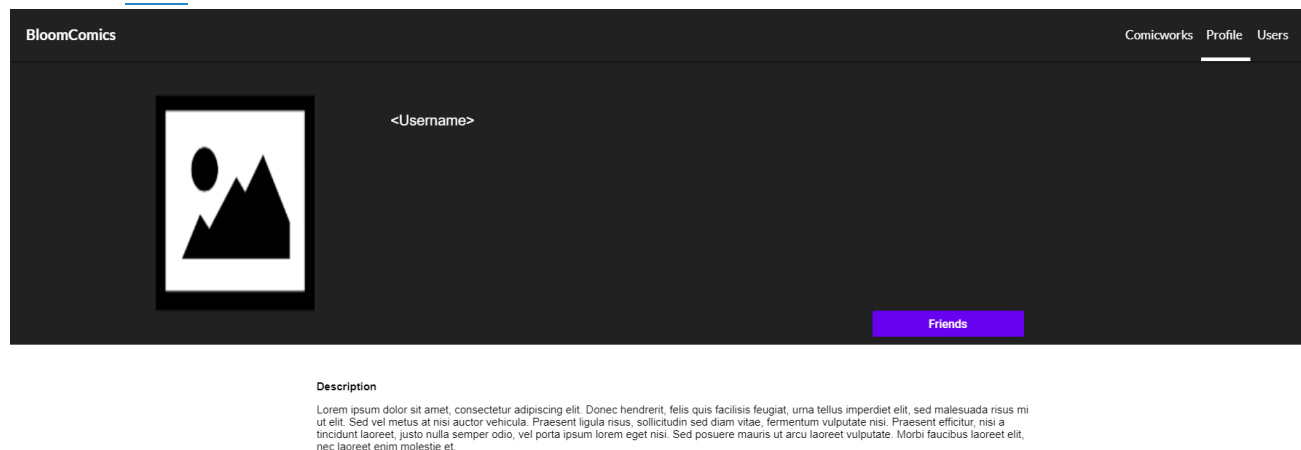 BloomComics
Comicworks Profile Users
<Username>
Friends
Description
Lorem ipsum dolor sit amet, consectetur adipiscing elit. Donec hendrerit, felis quis facilisis feugiat, urna tellus imperdiet elit, sed malesuada risus mi
ut elit. Sed vel metus at nisi auctor vehicula. Praesent ligula risus, sollicitudin sed diam vitae, fermentum vulputate nisi. Praesent efficitur, nisi a
tincidunt laoreet, justo nulla semper odio, vel porta ipsum lorem eget nisi. Sed posuere mauris ut arcu laoreet vulputate. Morbi faucibus laoreet elit,
nec laoreet enim molestie et.